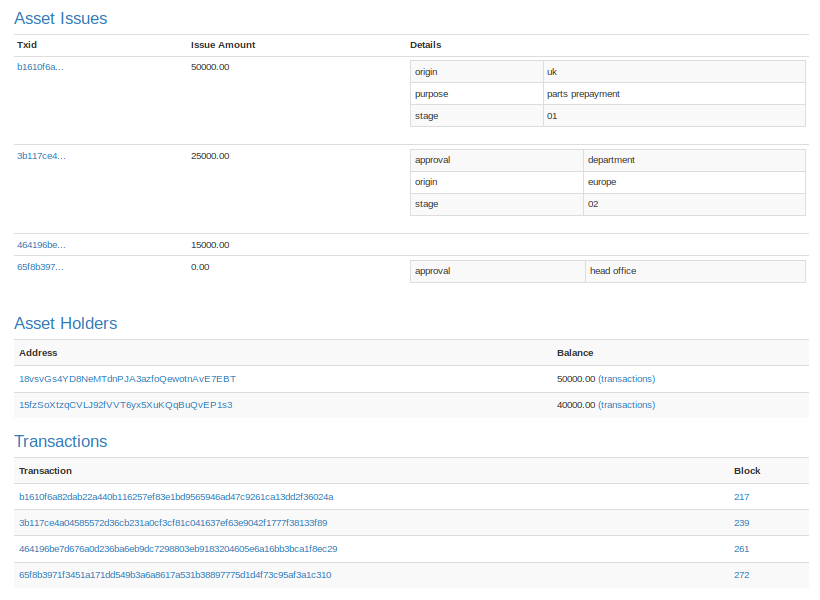 Asset Issues
Txid Issue Amount Details
b1610f6a... 50000.00
origin uk
purpose parts prepayment
stage 01
3b117ce4... 25000.00
approval department
origin europe
stage 02
464196be... 15000.00
65f8b397... 0.00
approval head office
Asset Holders
Address Balance
18vsvGs4YD8NeMTdnPJA3azfoQewotnAvE7EBT 50000.00 (transactions)
15fzSoXtzqCVLJ92fVVT6yx5XuKQqBuQvEP1s3 40000.00 (transactions)
Transactions
Transaction Block
b1610f6a82dab22a440b116257ef83e1bd9565946ad47c9261ca13dd2f36024a 217
3b117ce4a04585572d36cb231a0cf3cf81c041637ef63e9042f1777f38133f89 239
464196be7d676a0d236ba6eb9dc7298803eb9183204605e6a16bb3bca1f8ec29 261
65f8b3971f3451a171dd549b3a6a8617a531b38897775d1d4f73c95af3a1c310 272